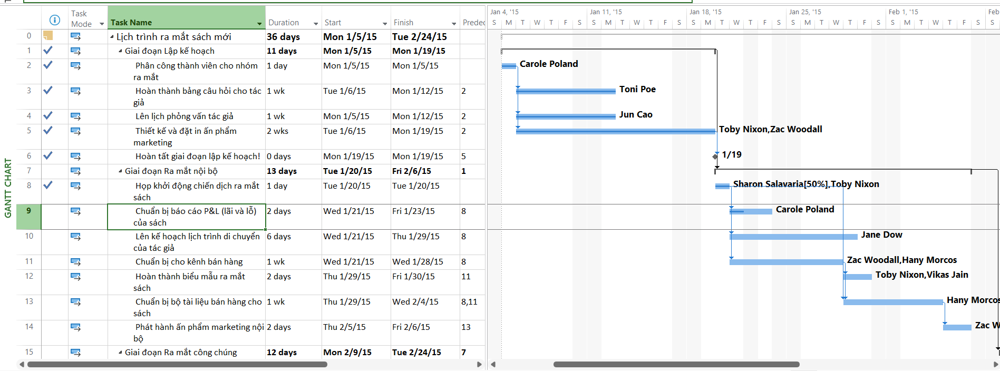 Task Mode
Task Name
Duration
Start
Finish
Predec
0 Lịch trình ra mắt sách mới 36 days Mon 1/5/15 Tue 2/24/15
1 Giai đoạn Lập kế hoạch 11 days Mon 1/5/15 Mon 1/19/15
2 Phân công thành viên cho nhóm 1 day Mon 1/5/15 Mon 1/5/15
ra mắt
3 Hoàn thành bảng câu hỏi cho tác 1 wk Tue 1/6/15 Mon 1/12/15 2
giả
4 Lên lịch phỏng vấn tác giả 1 wk Mon 1/5/15 Mon 1/12/15 2
5 Thiết kế và đặt in ấn phẩm 2 wks Tue 1/6/15 Mon 1/19/15 2
marketing
6 Hoàn tất giai đoạn lập kế hoạch! 0 days Mon 1/19/15 Mon 1/19/15 5
7 Giai đoạn Ra mắt nội bộ 13 days Tue 1/20/15 Fri 2/6/15 1
8 Họp khởi động chiến dịch ra mắt 1 day Tue 1/20/15 Tue 1/20/15
sách
9 Chuẩn bị báo cáo P&L (lãi và lỗ) 2 days Wed 1/21/15 Fri 1/23/15 8
của sách
10 Lên kế hoạch lịch trình di chuyển 6 days Wed 1/21/15 Thu 1/29/15 8
của tác giả
11 Chuẩn bị cho kênh bán hàng 1 wk Wed 1/21/15 Wed 1/28/15 8
12 Hoàn thành biểu mẫu ra mắt 2 days Thu 1/29/15 Fri 1/30/15 11
sách
13 Chuẩn bị bộ tài liệu bán hàng cho 1 wk Thu 1/29/15 Wed 2/4/15 8,11
sách
14 Phát hành ấn phẩm marketing nội 2 days Thu 2/5/15 Fri 2/6/15 13
bộ
15 Giai đoạn Ra mắt công chúng 12 days Mon 2/9/15 Tue 2/24/15 7
GANTT CHART
Jan 4, '15 Jan 11, '15 Jan 18, '15 Jan 25, '15 Feb 1, '15 Feb
S M T W T F S S M T W T F S S M T W T F S S M T W T F S S M T W T F S S
Carole Poland
Toni Poe
Jun Cao
Toby Nixon,Zac Woodall
1/19
Sharon Salavaria[50%],Toby Nixon
Carole Poland
Jane Dow
Zac Woodall,Hany Morcos
Toby Nixon,Vikas Jain
Hany Morcos
Zac W